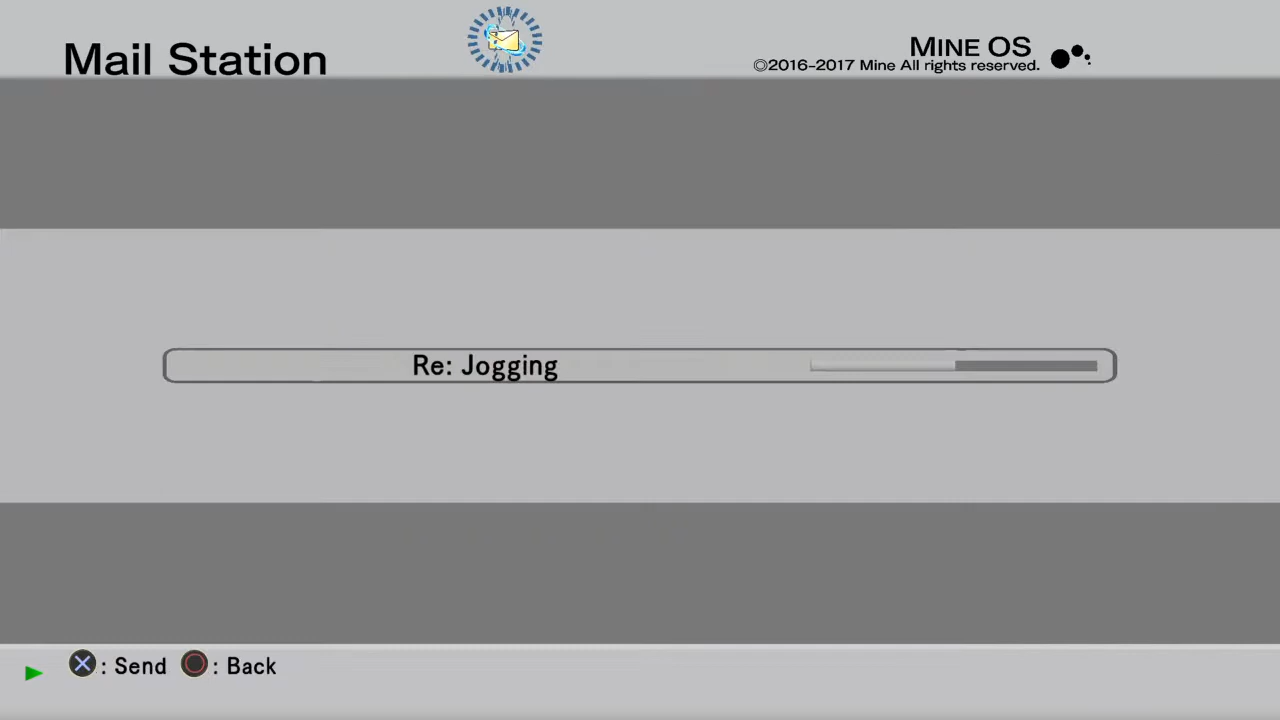 Mail Station
MINE OS
©2016-2017 Mine All rights reserved.
Re: Jogging
: Send : Back